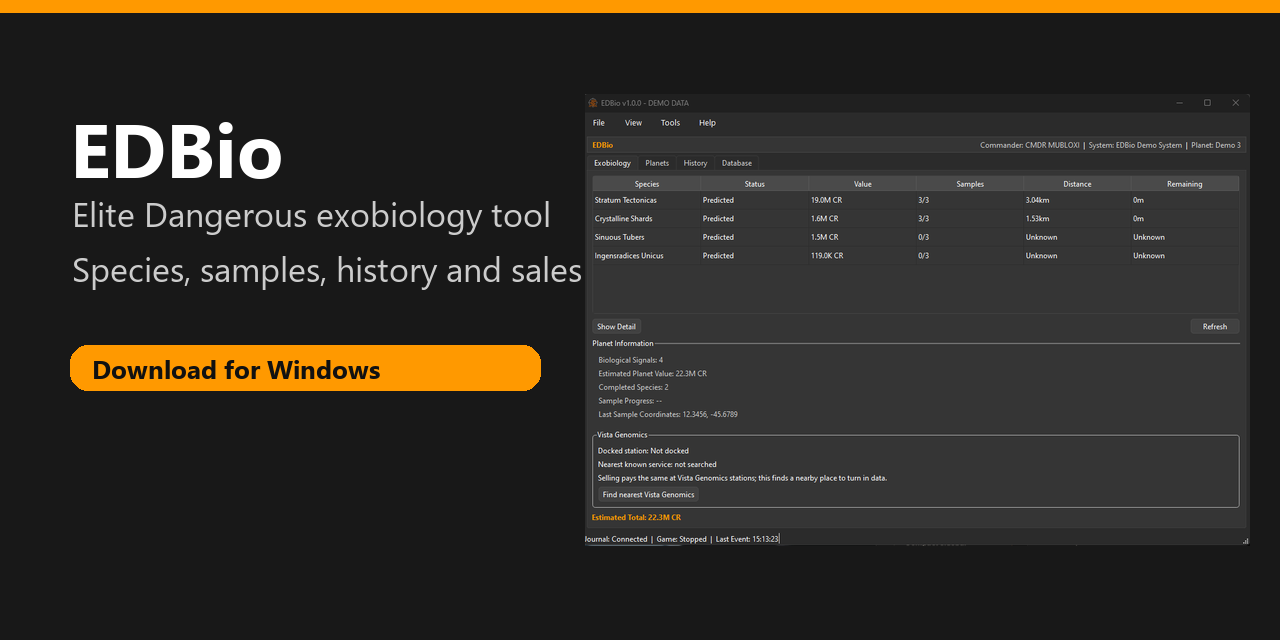 EDBio
Elite Dangerous exobiology tool
Species, samples, history and sales
Download for Windows
EDBio v1.0.0 - DEMO DATA
File View Tools Help
EDBio Commander: CMDR MUBLOXI | System: EDBio Demo System | Planet: Demo 3
Exobiology Planets History Database
Species Status Value Samples Distance Remaining
Stratum Tectonicas Predicted 19.0M CR 3/3 3.04km 0m
Crystalline Shards Predicted 1.6M CR 3/3 1.53km 0m
Sinuous Tubers Predicted 1.5M CR 0/3 Unknown Unknown
Ingensradices Unicus Predicted 119.0K CR 0/3 Unknown Unknown
Show Detail Refresh
Planet Information
Biological Signals: 4
Estimated Planet Value: 22.3M CR
Completed Species: 2
Sample Progress: --
Last Sample Coordinates: 12.3456, -45.6789
Vista Genomics
Docked station: Not docked
Nearest known service: not searched
Selling pays the same at Vista Genomics stations; this finds a nearby place to turn in data.
Find nearest Vista Genomics
Estimated Total: 22.3M CR
Journal: Connected | Game: Stopped | Last Event: 15:13:23